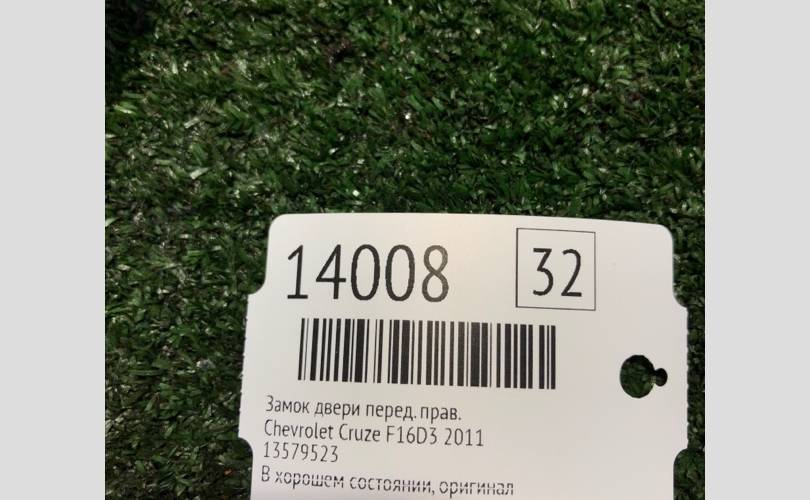 14008 32
Замок двери перед. прав.
Chevrolet Cruze F16D3 2011
13579523
В хорошем состоянии, оригинал